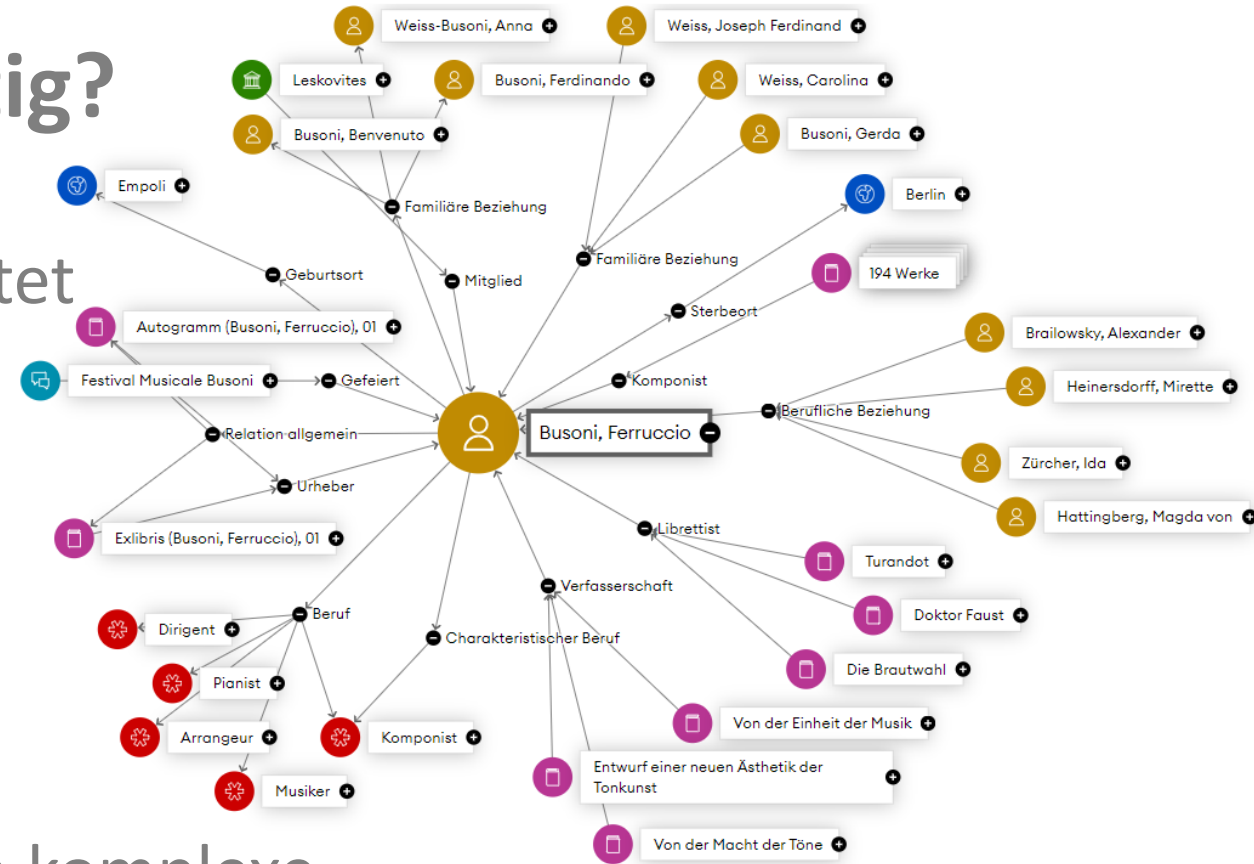 Weiss-Busoni, Anna
Weiss, Joseph Ferdinand
tig?
Leskovites
Busoni, Ferdinando
Weiss, Carolina
Busoni, Benvenuto
Busoni, Gerda
Empoli
Familiäre Beziehung
Berlin
tet
Geburtsort
Mitglied
Familiäre Beziehung
194 Werke
Sterbeort
Autogramm (Busoni, Ferruccio), 01
Brailowsky, Alexander
Festival Musicale Busoni
Gefeiert
Komponist
Heinersdorff, Mirette
Berufliche Beziehung
Relation allgemein
Busoni, Ferruccio
Zürcher, Ida
Urheber
Hattingberg, Magda von
Exlibris (Busoni, Ferruccio), 01
Librettist
Turandot
Verfasserschaft
Beruf
Doktor Faust
Dirigent
Charakteristischer Beruf
Die Brautwahl
Pianist
Von der Einheit der Musik
Arrangeur
Komponist
Entwurf einer neuen Ästhetik der
Tonkunst
Musiker
Von der Macht der Töne
komplexe